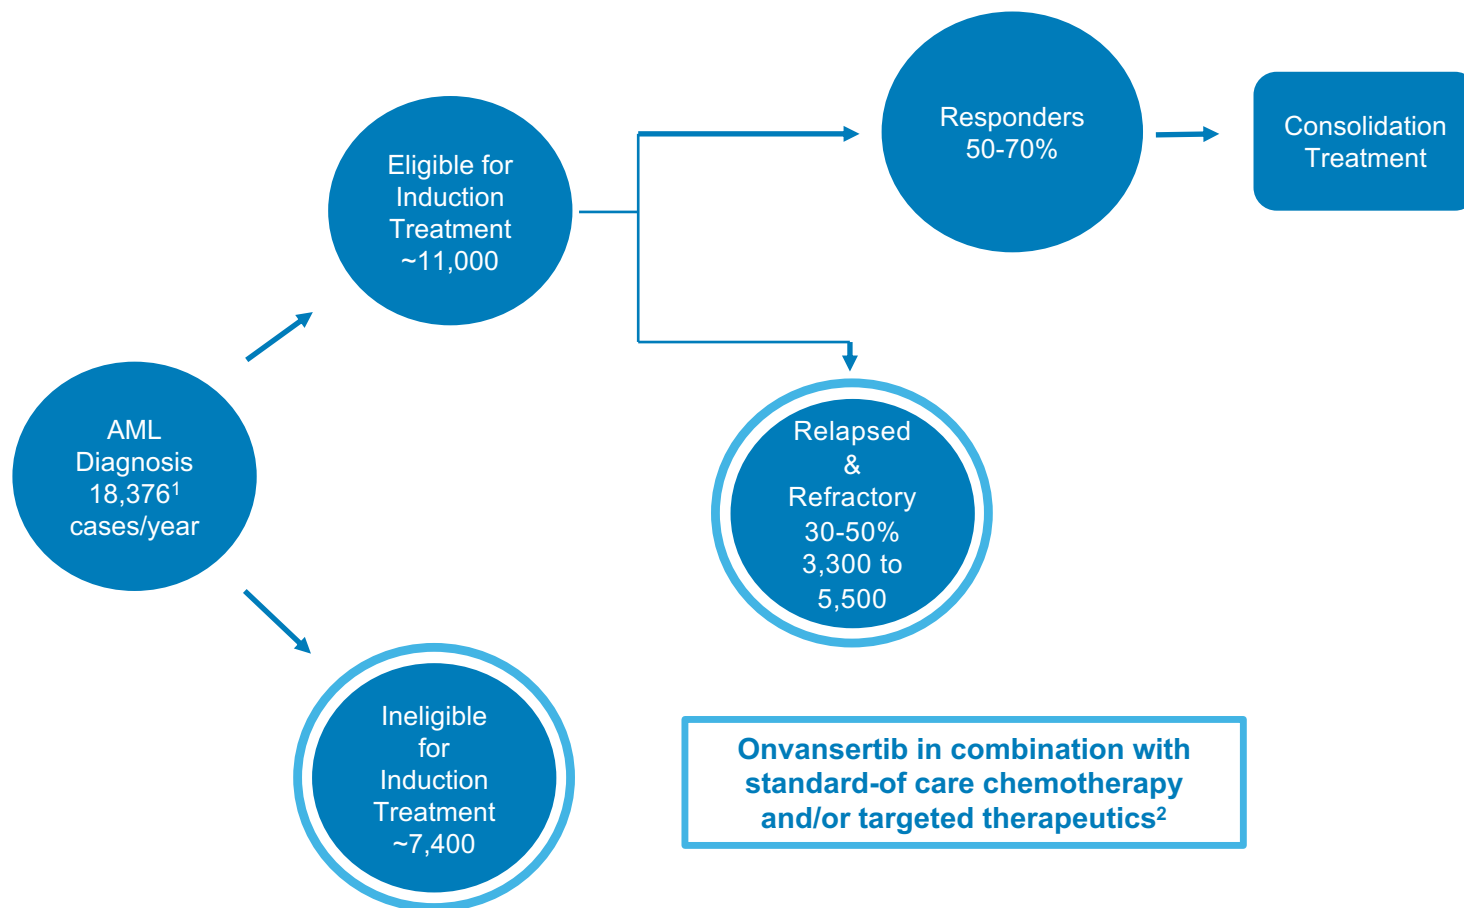 Responders
50-70%
Consolidation
Treatment
Eligible for
Induction
Treatment
~11,000
AML
Diagnosis
18,376¹
cases/year
Relapsed
&
Refractory
30-50%
3,300 to
5,500
Ineligible
for
Induction
Treatment
~7,400
Onvansertib in combination with
standard-of care chemotherapy
and/or targeted therapeutics²